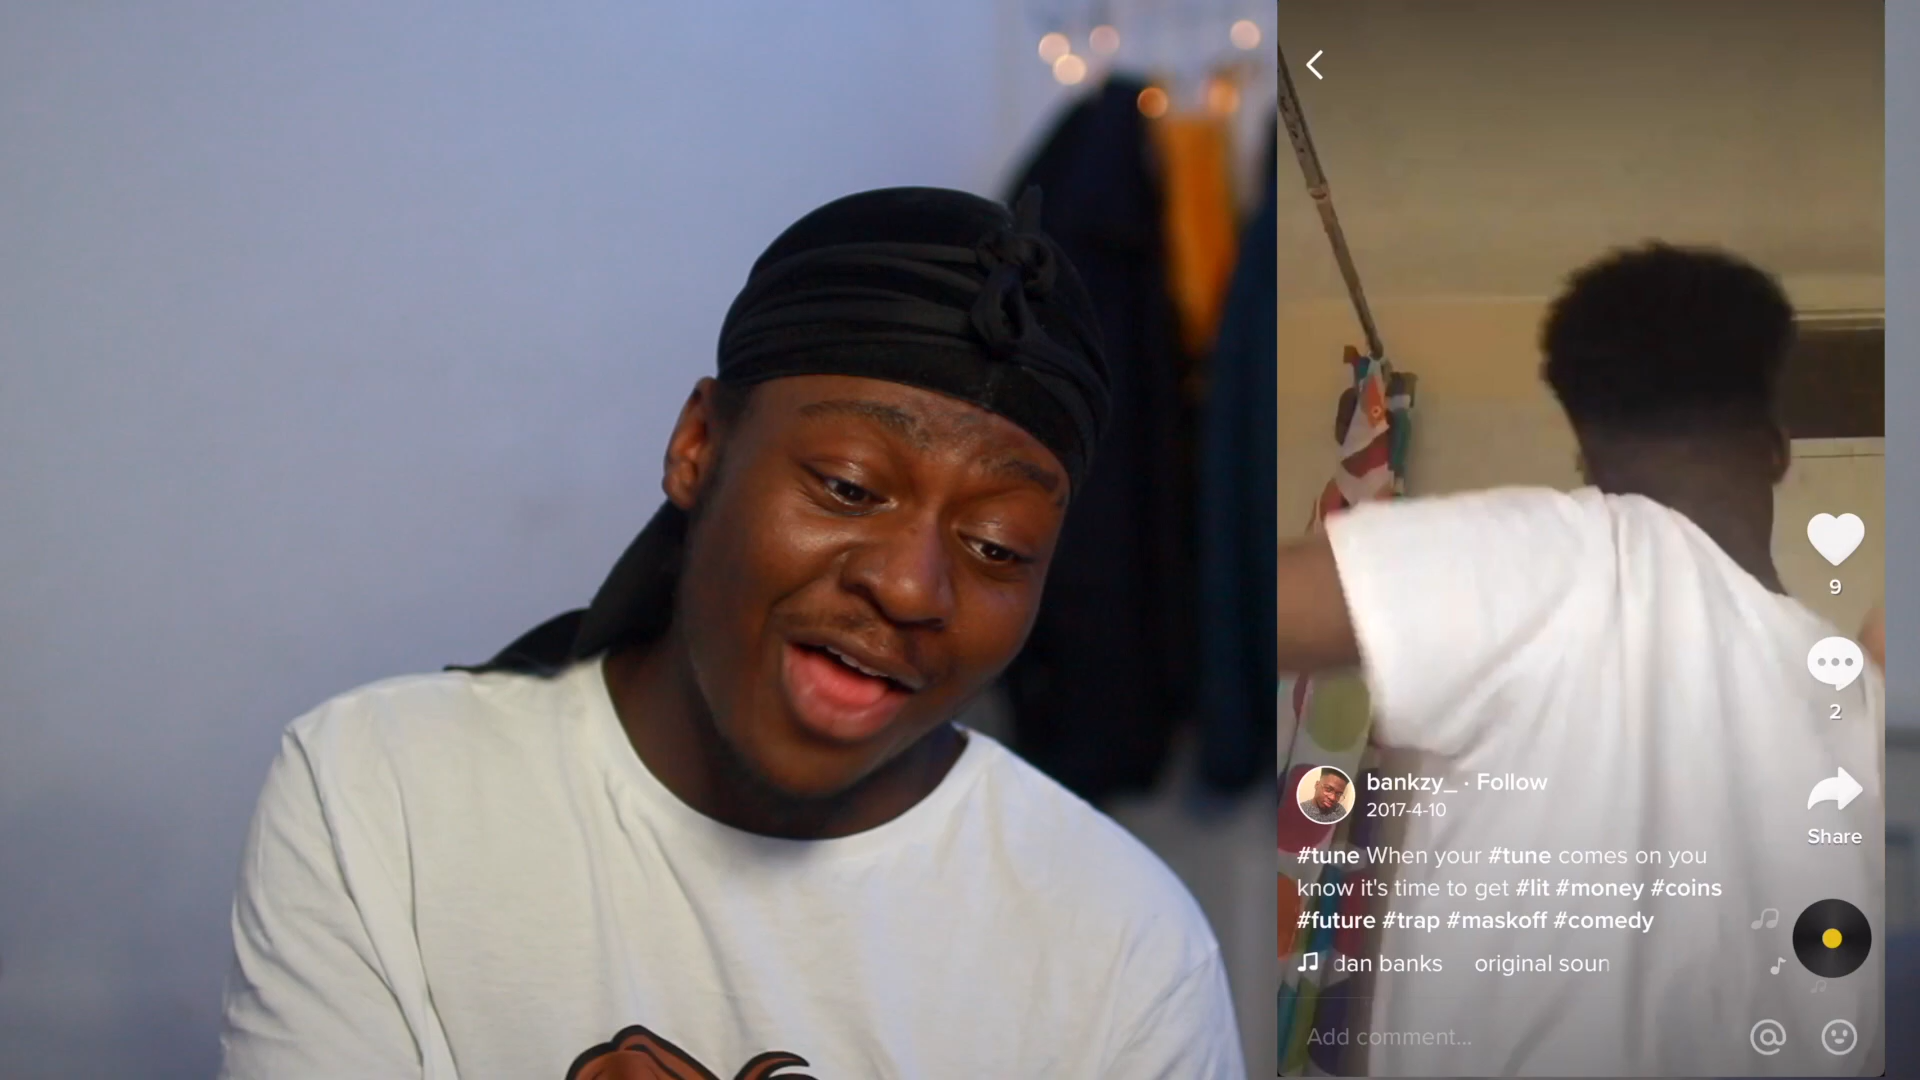 bankzy_ · Follow
2017-4-10
#tune When your #tune comes on you
know it's time to get #lit #money #coins
#future #trap #maskoff #comedy
dan banks original soun
Add comment...
9
2
Share